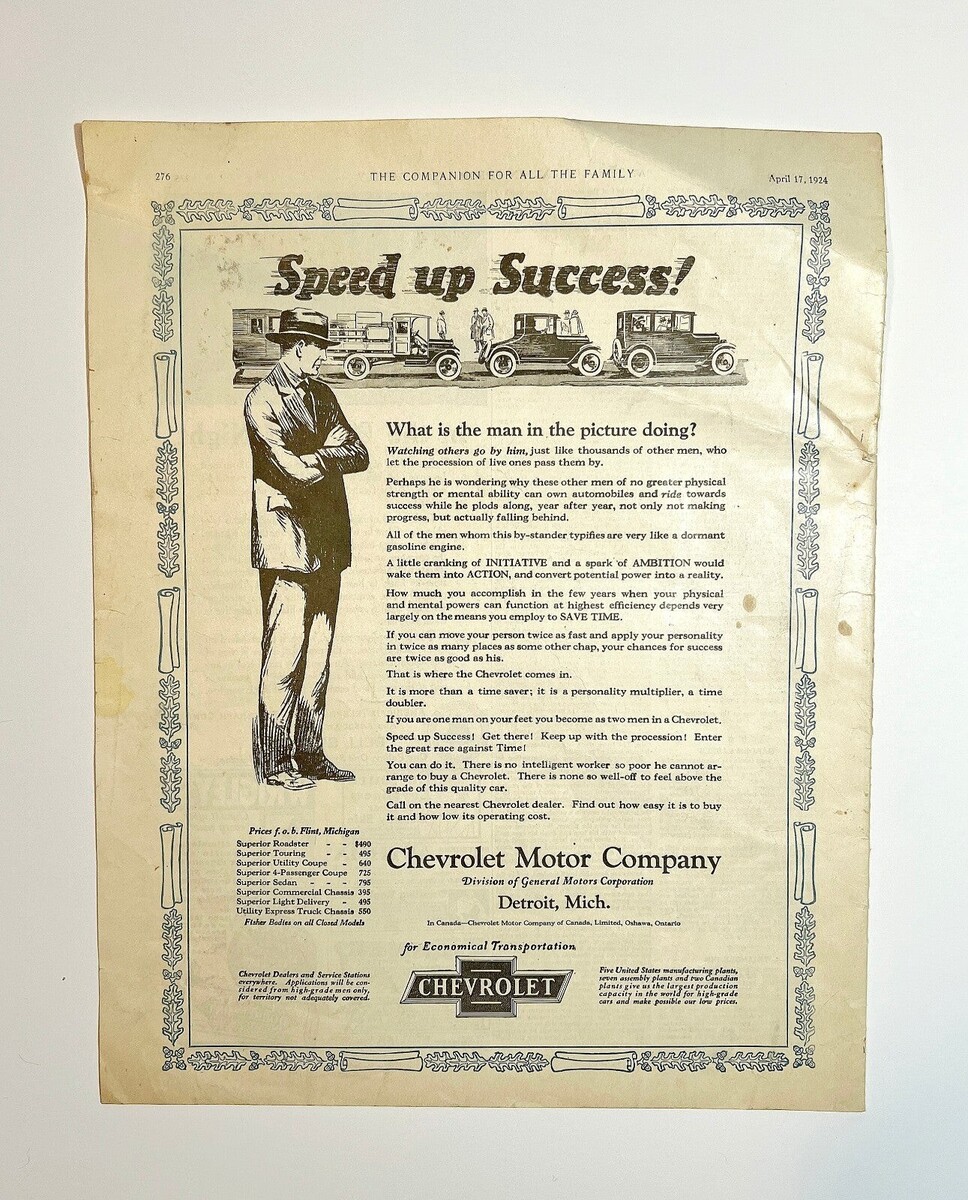 276
THE COMPANION FOR ALL THE FAMILY
April 17, 1924
Speed up Success!
What is the man in the picture doing?
Watching others go by him, just like thousands of other men, who
let the procession of live ones pass them by.
Perhaps he is wondering why these other men of no greater physical
strength or mental ability can own automobiles and ride towards
success while he plods along, year after year, not only not making
progress, but actually falling behind.
All of the men whom this by-stander typifies are very like a dormant
gasoline engine.
A little cranking of INITIATIVE and a spark of AMBITION would
wake them into ACTION, and convert potential power into a reality.
How much you accomplish in the few years when your physical
and mental powers can function at highest efficiency depends very
largely on the means you employ to SAVE TIME.
If you can move your person twice as fast and apply your personality
in twice as many places as some other chap, your chances for success
are twice as good as his.
That is where the Chevrolet comes in.
It is more than a time saver; it is a personality multiplier, a time
doubler.
If you are one man on your feet you become as two men in a Chevrolet.
Speed up Success! Get there! Keep up with the procession! Enter
the great race against Time!
You can do it. There is no intelligent worker so poor he cannot ar-
range to buy a Chevrolet. There is none so well-off to feel above the
grade of this quality car.
Call on the nearest Chevrolet dealer. Find out how easy it is to buy
it and how low its operating cost.
Prices f. o. b. Flint, Michigan
Superior Roadster - - $490
Superior Touring - - 495
Superior Utility Coupe - 640
Superior 4-Passenger Coupe 725
Superior Sedan - - - 795
Superior Commercial Chassis 395
Superior Light Delivery - 495
Utility Express Truck Chassis 550
Fisher Bodies on all Closed Models
Chevrolet Motor Company
Division of General Motors Corporation
Detroit, Mich.
In Canada—Chevrolet Motor Company of Canada, Limited, Oshawa, Ontario
for Economical Transportation
CHEVROLET
Chevrolet Dealers and Service Stations
everywhere. Applications will be con-
sidered from high-grade men only,
for territory not adequately covered.
Five United States manufacturing plants,
seven assembly plants and two Canadian
plants give us the largest production
capacity in the world for high-grade
cars and make possible our low prices.